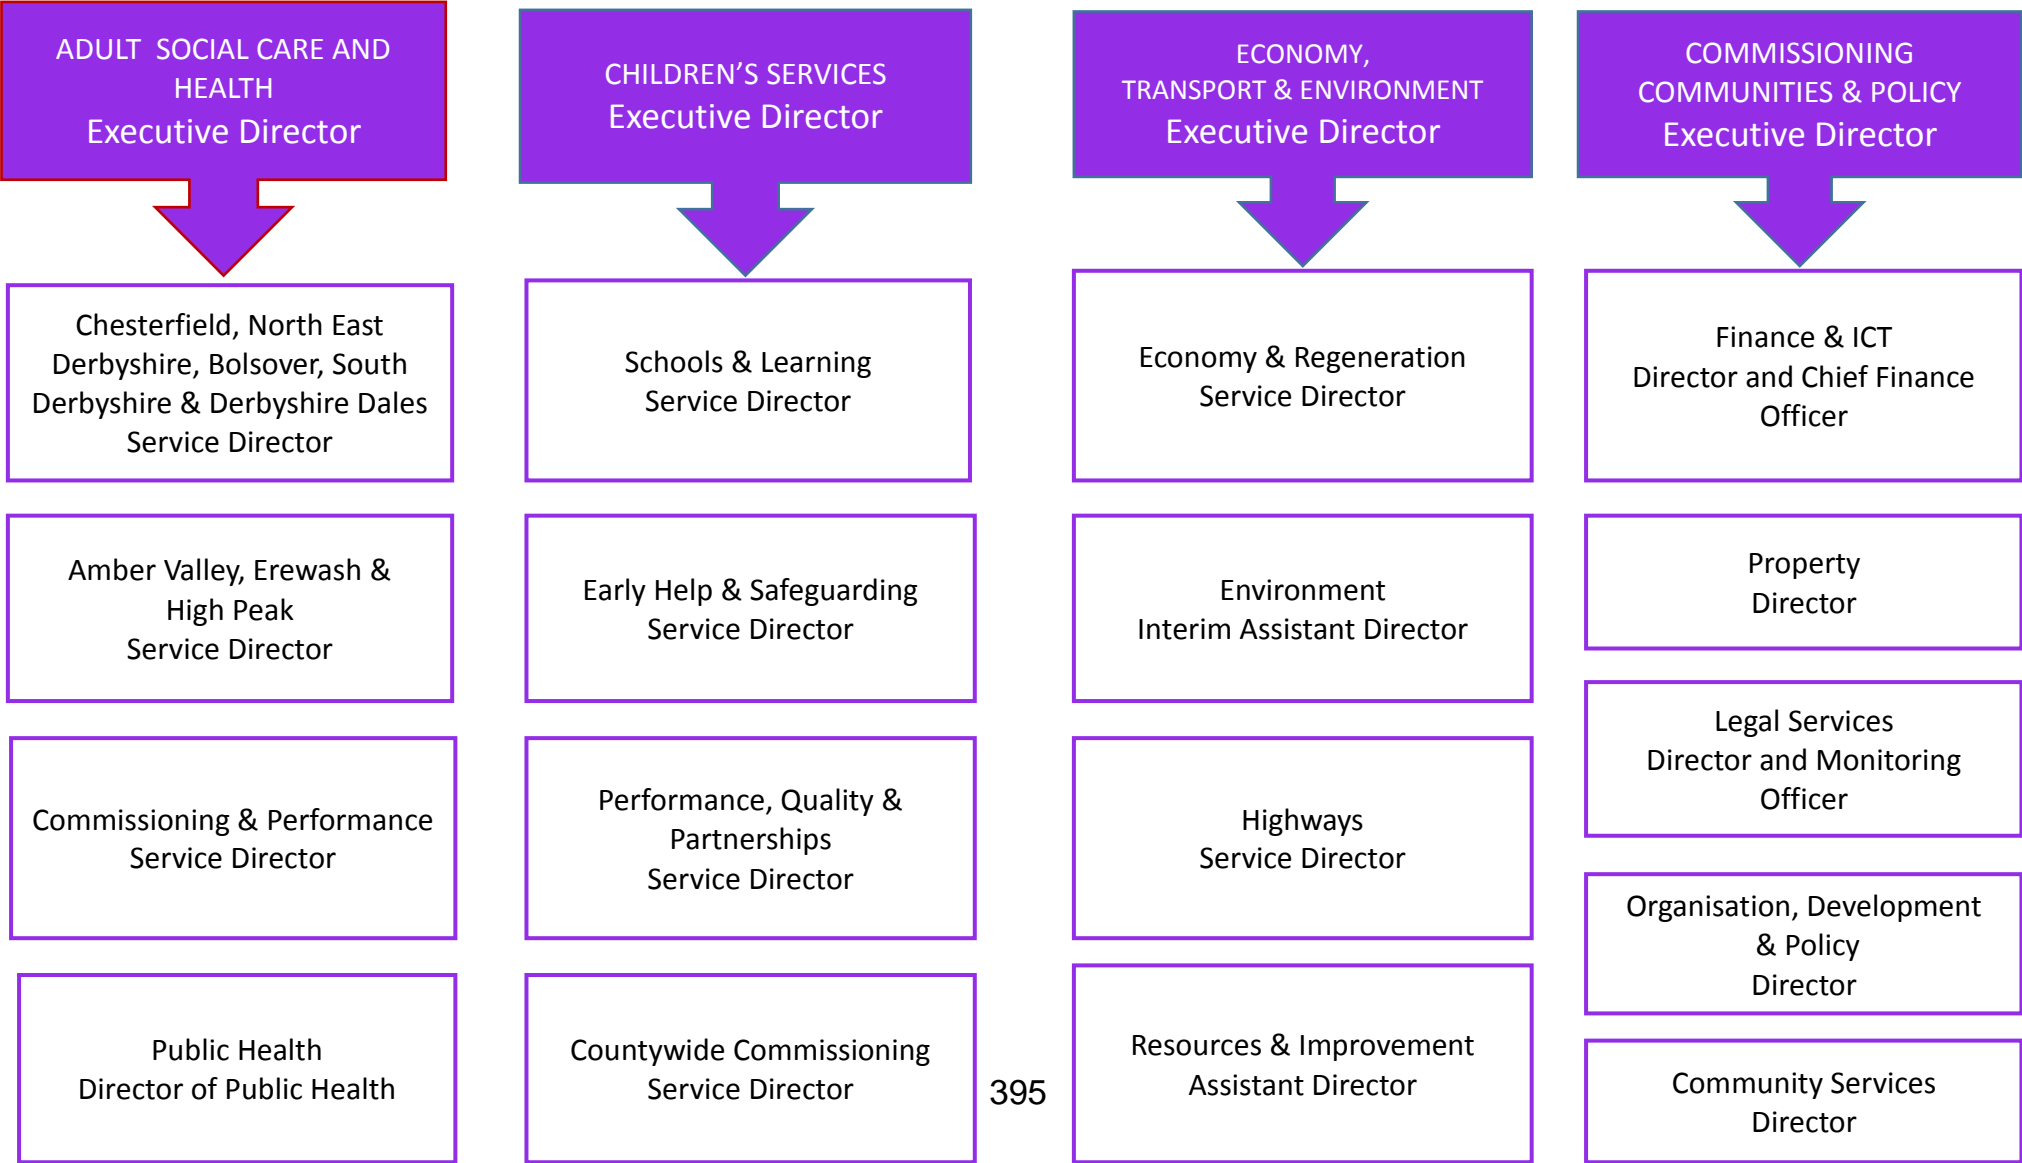 ADULT SOCIAL CARE AND
HEALTH
Executive Director
Chesterfield, North East
Derbyshire, Bolsover, South
Derbyshire & Derbyshire Dales
Service Director
Amber Valley, Erewash &
High Peak
Service Director
Commissioning & Performance
Service Director
Public Health
Director of Public Health
CHILDREN’S SERVICES
Executive Director
Schools & Learning
Service Director
Early Help & Safeguarding
Service Director
Performance, Quality &
Partnerships
Service Director
Countywide Commissioning
Service Director
395
ECONOMY,
TRANSPORT & ENVIRONMENT
Executive Director
Economy & Regeneration
Service Director
Environment
Interim Assistant Director
Highways
Service Director
Resources & Improvement
Assistant Director
COMMISSIONING
COMMUNITIES & POLICY
Executive Director
Finance & ICT
Director and Chief Finance
Officer
Property
Director
Legal Services
Director and Monitoring
Officer
Organisation, Development
& Policy
Director
Community Services
Director